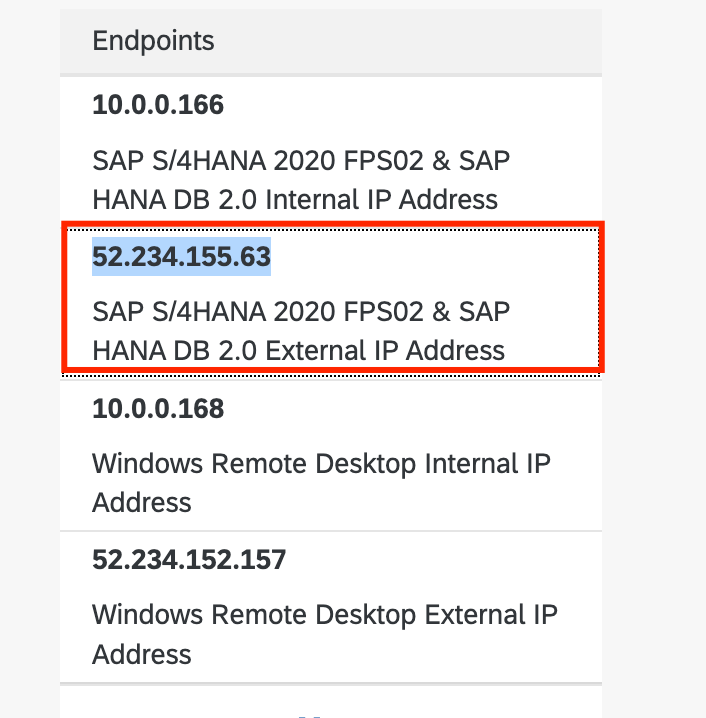 Endpoints
10.0.0.166
SAP S/4HANA 2020 FPS02 & SAP
HANA DB 2.0 Internal IP Address
52.234.155.63
SAP S/4HANA 2020 FPS02 & SAP
HANA DB 2.0 External IP Address
10.0.0.168
Windows Remote Desktop Internal IP
Address
52.234.152.157
Windows Remote Desktop External IP
Address